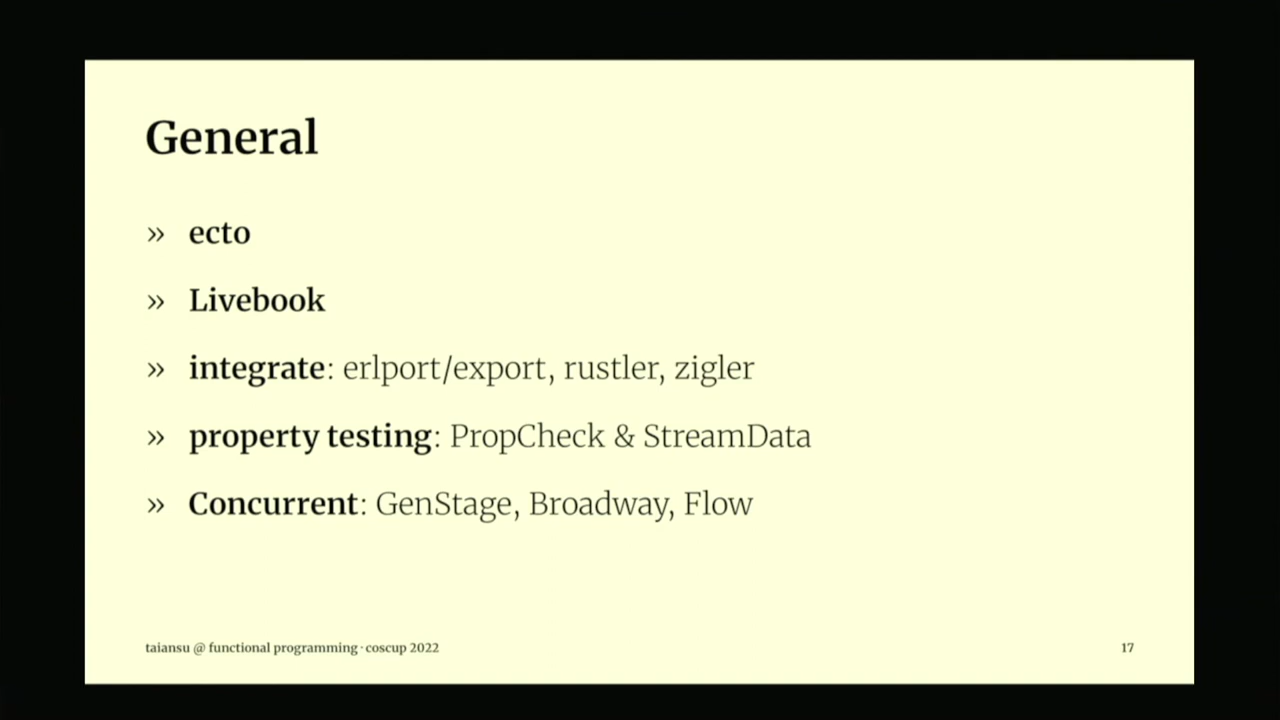 General
» ecto
» Livebook
» integrate: erlport/export, rustler, zigler
» property testing: PropCheck & StreamData
» Concurrent: GenStage, Broadway, Flow
taiansu @ functional programming · coscup 2022
17